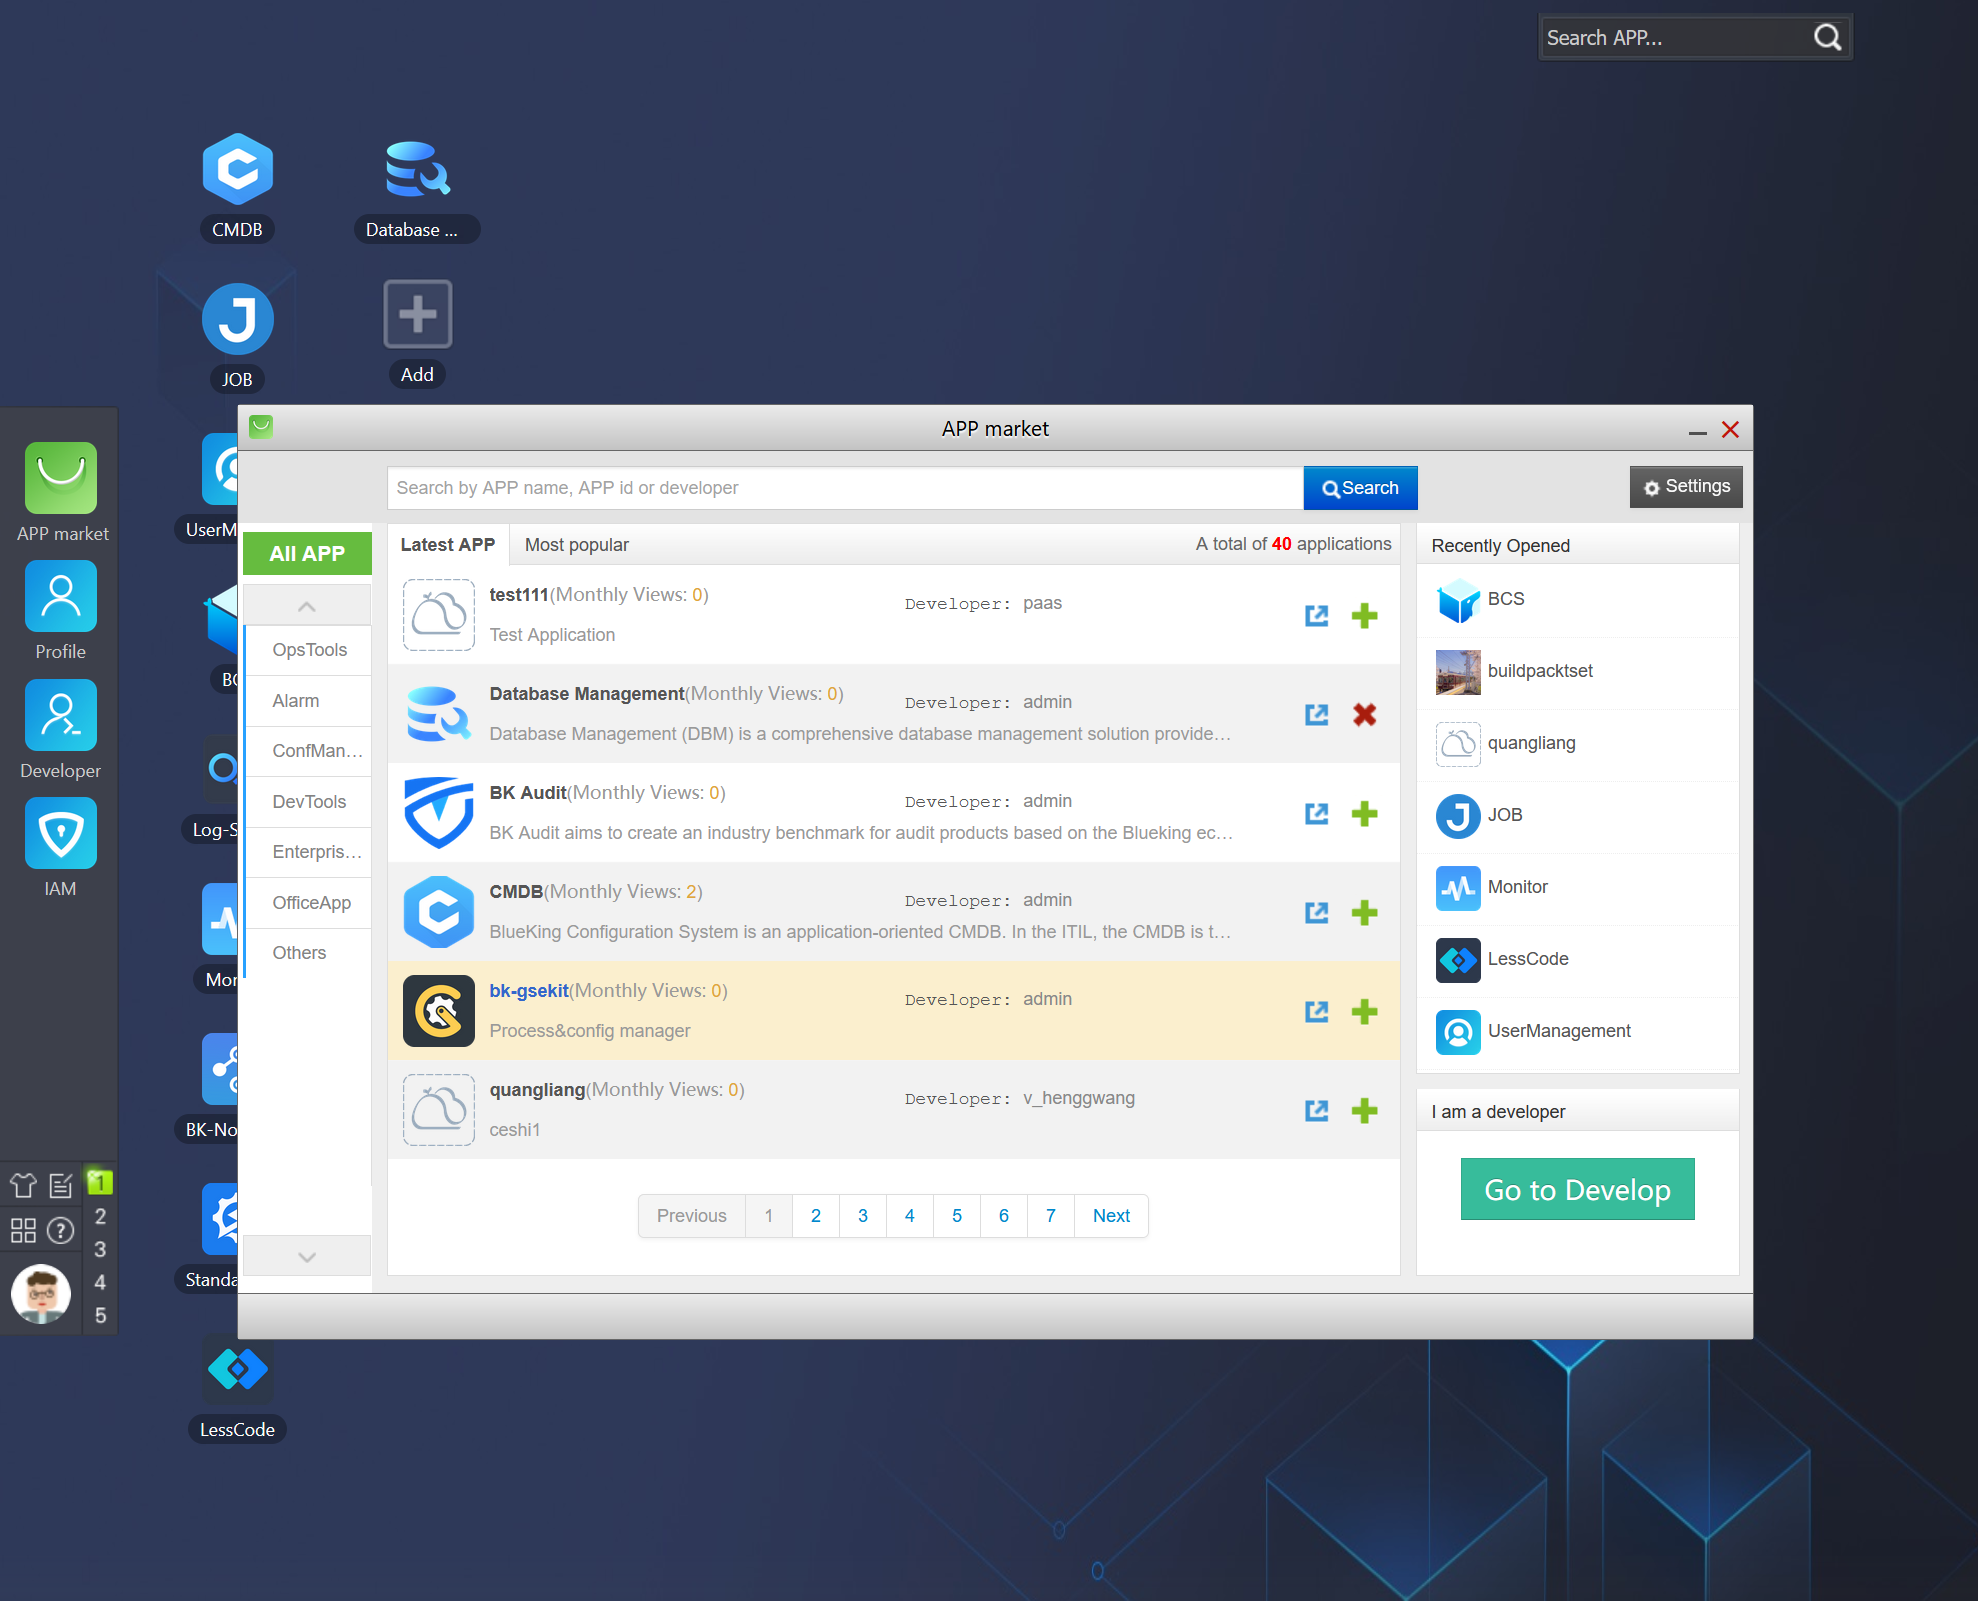 Search APP...
CMDB
Database ...
JOB
Add
APP market
Profile
Developer
IAM
1
2
3
4
5
UserM
BC
Log-S
Mor
BK-No
Standa
LessCode
APP market
Search by APP name, APP id or developer
Search
Settings
All APP
OpsTools
Alarm
ConfMan...
DevTools
Enterpris...
OfficeApp
Others
Latest APP
Most popular
A total of 40 applications
test111(Monthly Views: 0)
Developer: paas
Test Application
Database Management(Monthly Views: 0)
Developer: admin
Database Management (DBM) is a comprehensive database management solution provide...
BK Audit(Monthly Views: 0)
Developer: admin
BK Audit aims to create an industry benchmark for audit products based on the Blueking ec...
CMDB(Monthly Views: 2)
Developer: admin
BlueKing Configuration System is an application-oriented CMDB. In the ITIL, the CMDB is t...
bk-gsekit(Monthly Views: 0)
Developer: admin
Process&config manager
quangliang(Monthly Views: 0)
Developer: v_henggwang
ceshi1
Previous 1 2 3 4 5 6 7 Next
Recently Opened
BCS
buildpacktset
quangliang
JOB
Monitor
LessCode
UserManagement
I am a developer
Go to Develop